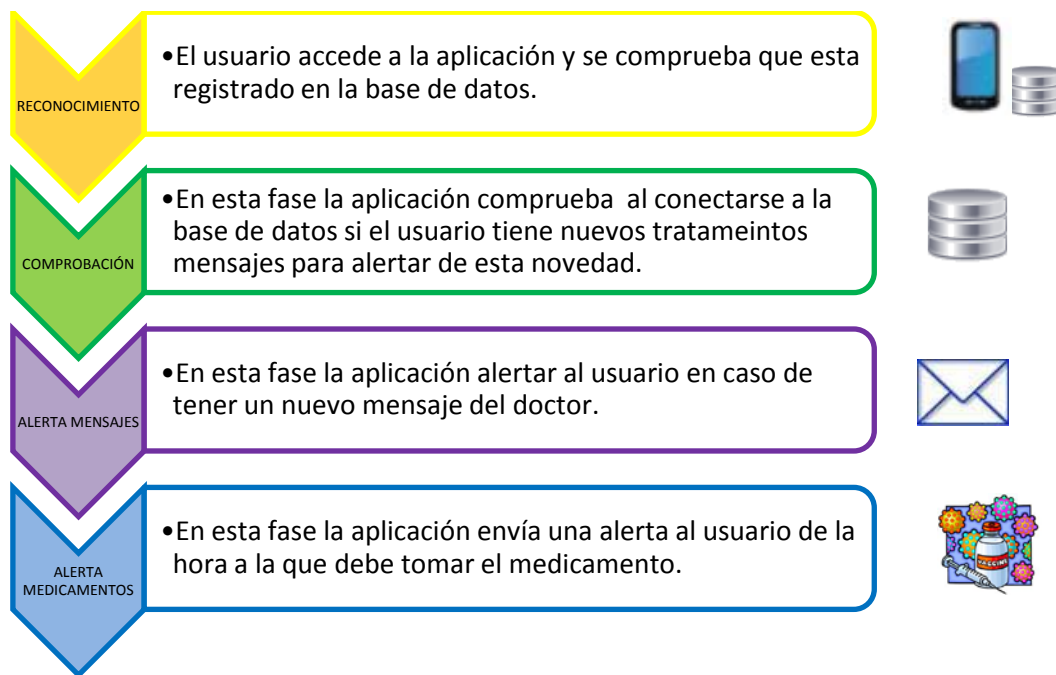 RECONOCIMIENTO
•El usuario accede a la aplicación y se comprueba que esta
registrado en la base de datos.
COMPROBACIÓN
•En esta fase la aplicación comprueba  al conectarse a la
base de datos si el usuario tiene nuevos tratameintos
mensajes para alertar de esta novedad.
ALERTA MENSAJES
•En esta fase la aplicación alertar al usuario en caso de
tener un nuevo mensaje del doctor.
ALERTA
MEDICAMENTOS
•En esta fase la aplicación envía una alerta al usuario de la
hora a la que debe tomar el medicamento.
VACCINE